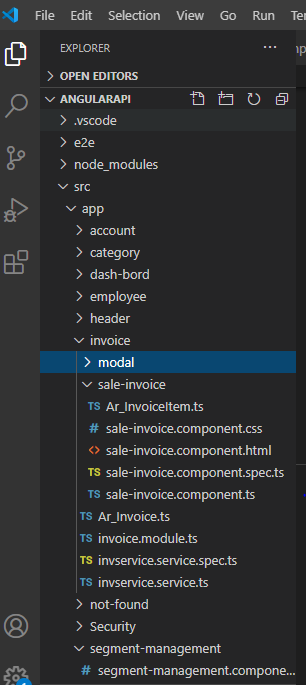 File Edit Selection View Go Run Te
EXPLORER ...
OPEN EDITORS
ANGULARAPI
.vscode
e2e
node_modules
src
app
account
category
dash-bord
employee
header
invoice
modal
sale-invoice
TS Ar_InvoiceItem.ts
# sale-invoice.component.css
<> sale-invoice.component.html
TS sale-invoice.component.spec.ts
TS sale-invoice.component.ts
TS Ar_Invoice.ts
TS invoice.module.ts
TS invservice.service.spec.ts
TS invservice.service.ts
not-found
Security
segment-management
# segment-management.compone...